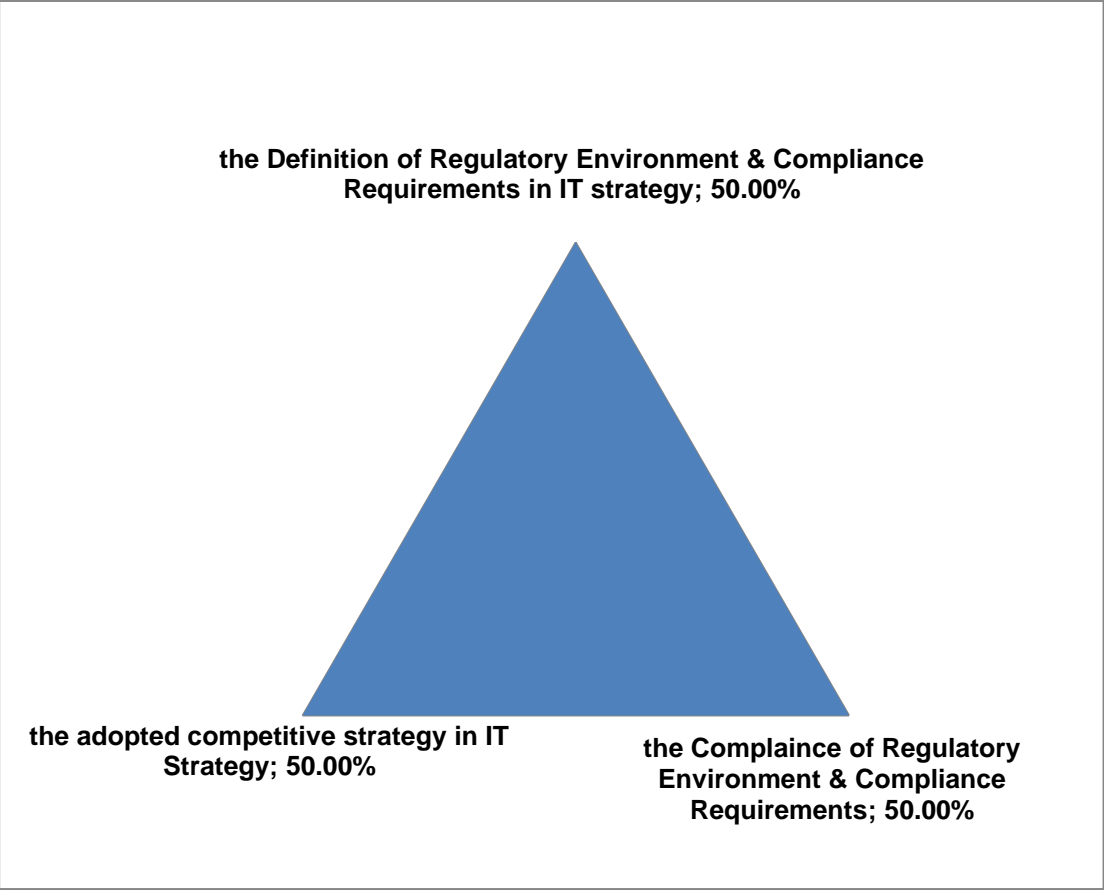 the Definition of Regulatory Environment & Compliance
Requirements in IT strategy; 50.00%
the adopted competitive strategy in IT
Strategy; 50.00%
the Complaince of Regulatory
Environment & Compliance
Requirements; 50.00%